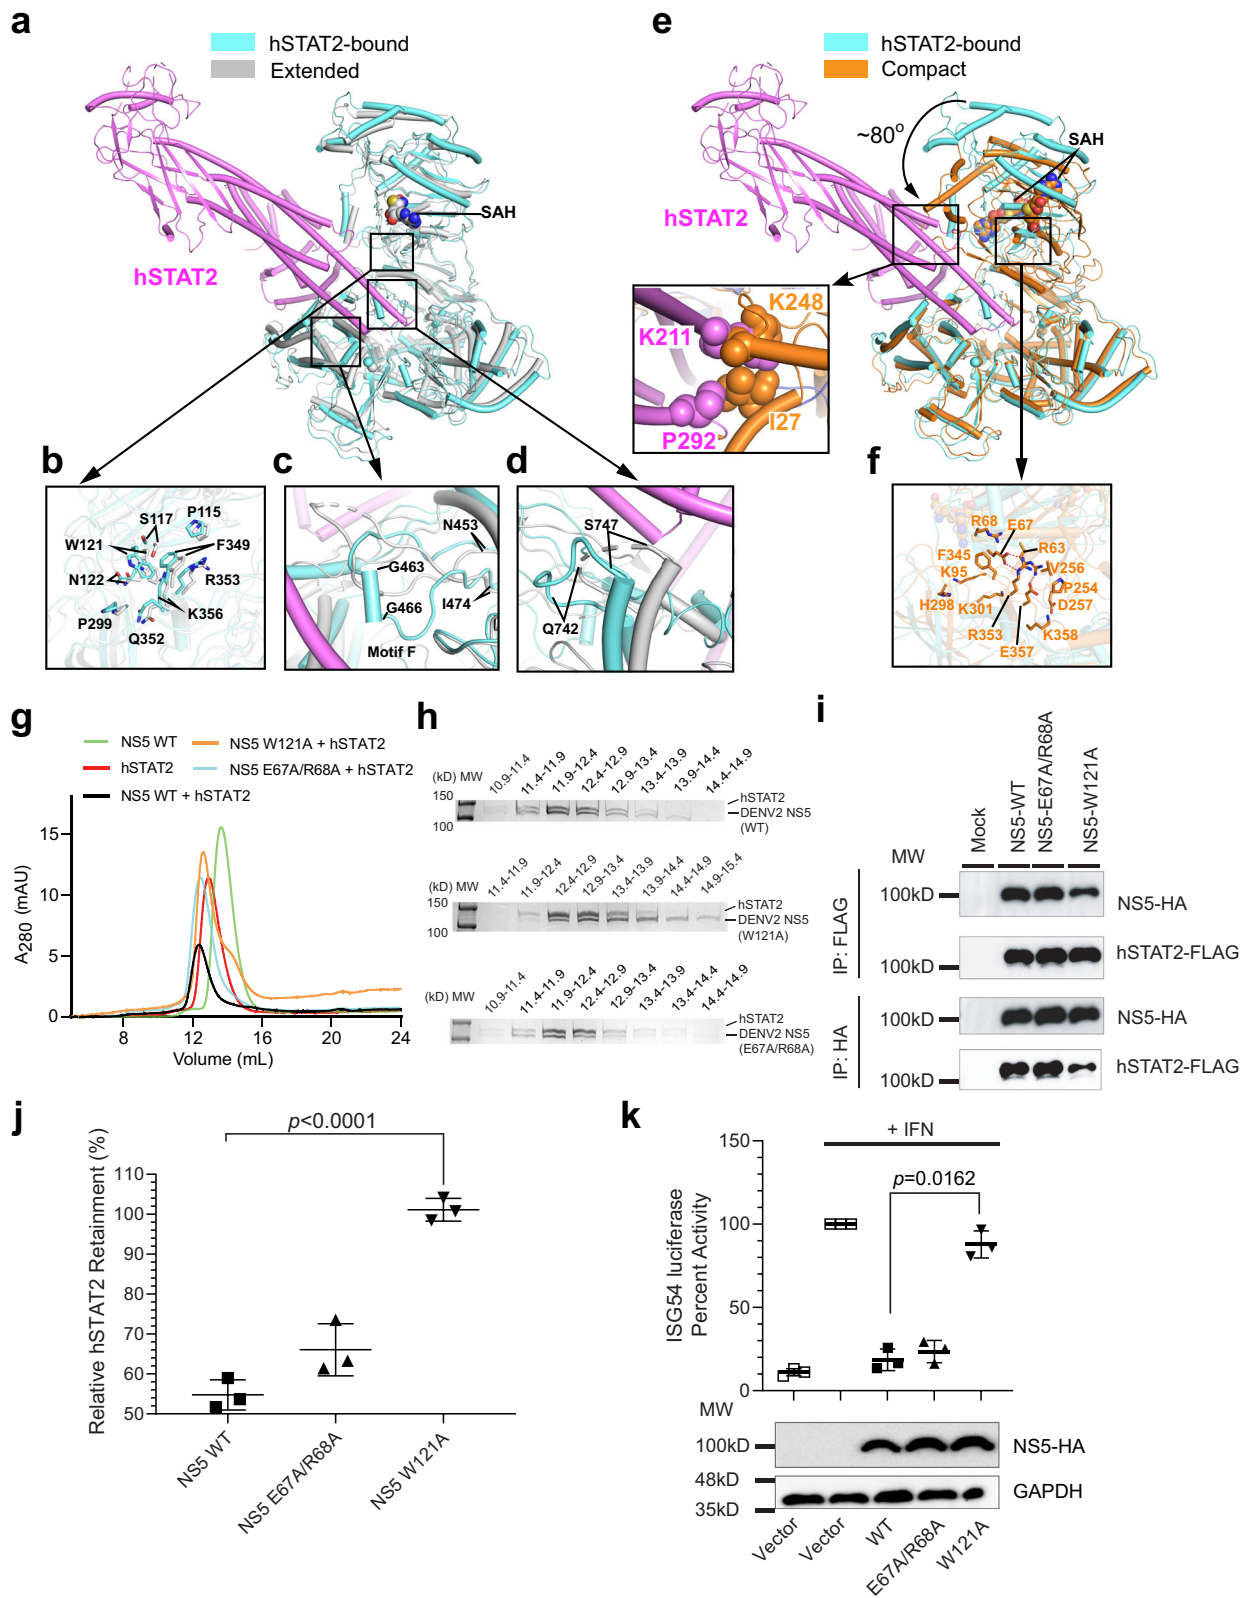 a
hSTAT2-bound
Extended
SAH
hSTAT2
e
hSTAT2-bound
Compact
~80°
SAH
hSTAT2
K248
K211
I27
P292
b
P115
S117
W121
F349
N122
R353
K356
P299
Q352
c
N453
G463
G466
I474
Motif F
d
S747
Q742
f
R68
E67
F345
R63
K95
V256
P254
H298
K301
D257
R353
K358
E357
g
NS5 WT
NS5 W121A + hSTAT2
hSTAT2
NS5 E67A/R68A + hSTAT2
NS5 WT + hSTAT2
A280 (mAU)
15
10
5
0
8
12
16
20
24
Volume (mL)
h
(kD) MW
10.9-11.4
11.4-11.9
11.9-12.4
12.4-12.9
12.9-13.4
13.4-13.9
13.9-14.4
14.4-14.9
150
100
hSTAT2
DENV2 NS5
(WT)
(kD) MW
11.4-11.9
11.9-12.4
12.4-12.9
12.9-13.4
13.4-13.9
13.9-14.4
14.4-14.9
14.9-15.4
150
100
hSTAT2
DENV2 NS5
(W121A)
(kD) MW
10.9-11.4
11.4-11.9
11.9-12.4
12.4-12.9
12.9-13.4
13.4-13.9
13.4-14.4
14.4-14.9
hSTAT2
DENV2 NS5
(E67A/R68A)
i
Mock
NS5-WT
NS5-E67A/R68A
NS5-W121A
MW
IP: FLAG
100kD
NS5-HA
100kD
hSTAT2-FLAG
IP: HA
100kD
NS5-HA
100kD
hSTAT2-FLAG
j
p<0.0001
Relative hSTAT2 Retainment (%)
110
100
90
80
70
60
50
NS5 WT
NS5 E67A/R68A
NS5 W121A
k
+ IFN
p=0.0162
ISG54 luciferase
Percent Activity
150
100
50
0
MW
100kD
NS5-HA
48kD
35kD
GAPDH
Vector
Vector
WT
E67A/R68A
W121A